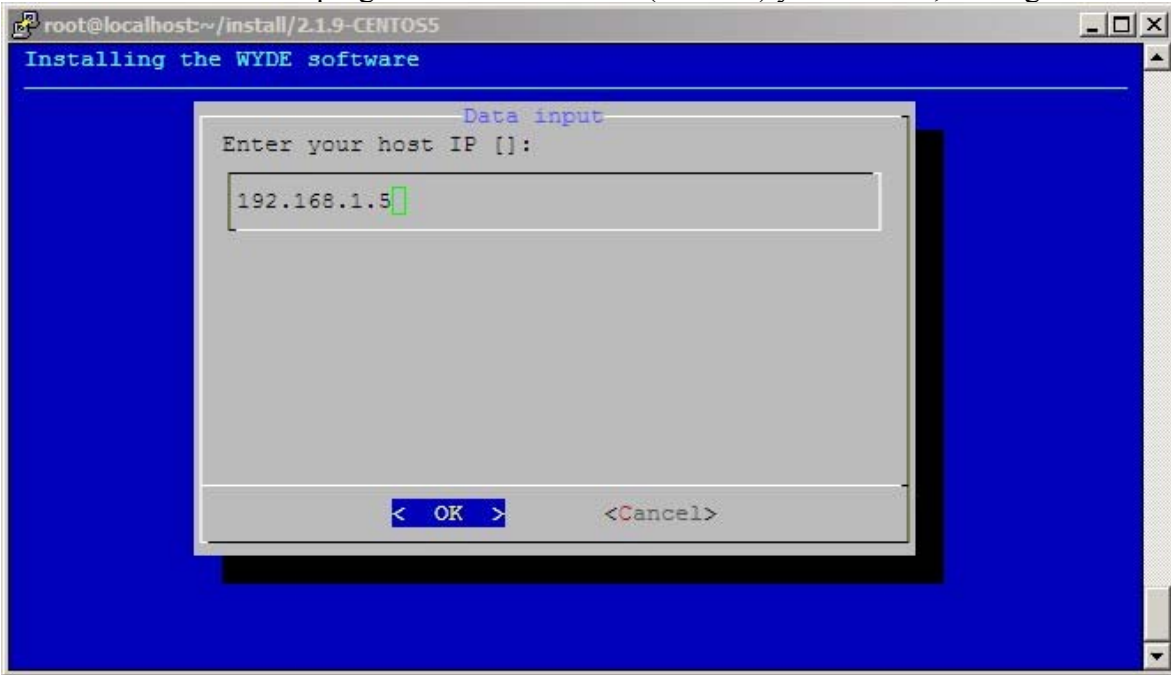 root@localhost:~/install/2.1.9-CENTOS5
Installing the WYDE software
Data input
Enter your host IP []:
192.168.1.5
< OK > <Cancel>